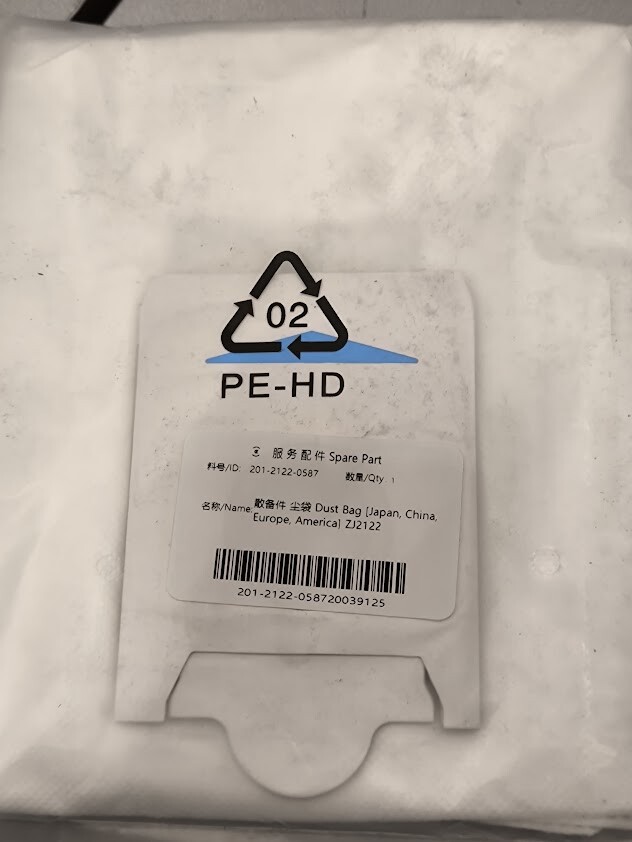 02
PE-HD
服务配件 Spare Part
料号/ID: 201-2122-0587 数量/Qty 1
名称/Name: 散备件 尘袋 Dust Bag [Japan, China,
Europe, America] ZJ2122
201-2122-058720039125